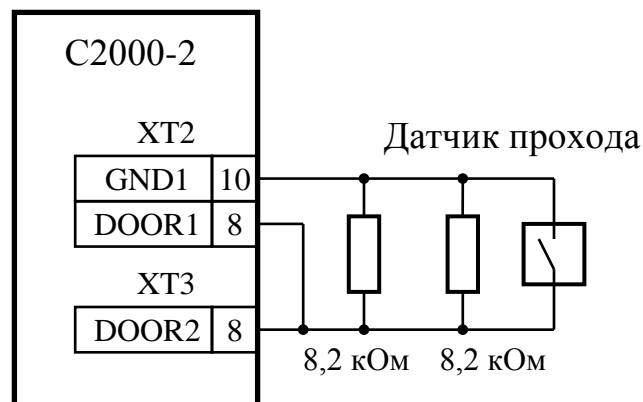 С2000-2
XT2
Датчик прохода
GND1 10
DOOR1 8
XT3
DOOR2 8
8,2 кОм 8,2 кОм